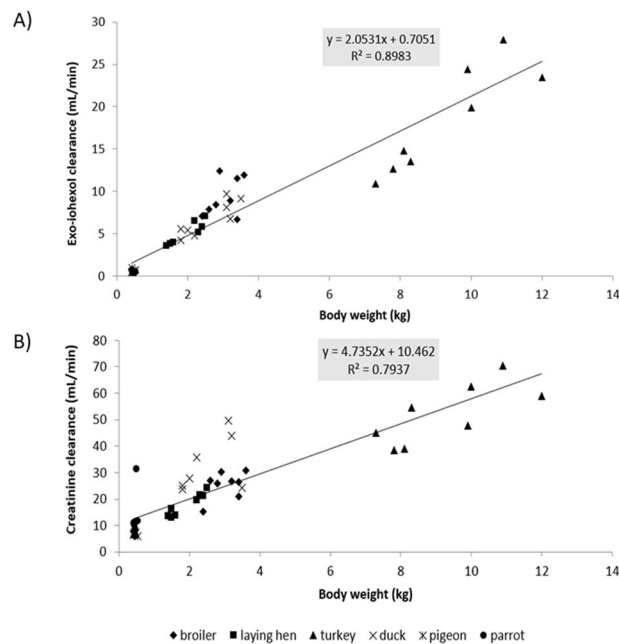 A)
30
25
20
15
10
5
0
Exo-iohexol clearance (mL/min)
y = 2.0531x + 0.7051
R² = 0.8983
0 2 4 6 8 10 12 14
Body weight (kg)
B)
80
70
60
50
40
30
20
10
0
Creatinine clearance (mL/min)
y = 4.7352x + 10.462
R² = 0.7937
0 2 4 6 8 10 12 14
Body weight (kg)
broiler laying hen turkey duck pigeon parrot